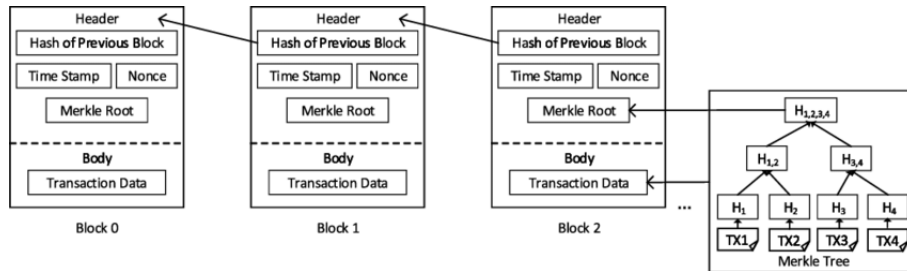 Header
Hash of Previous Block
Time Stamp
Nonce
Merkle Root
Body
Transaction Data
Block 0
Header
Hash of Previous Block
Time Stamp
Nonce
Merkle Root
Body
Transaction Data
Block 1
Header
Hash of Previous Block
Time Stamp
Nonce
Merkle Root
Body
Transaction Data
Block 2
...
H1,2,3,4
H1,2 H3,4
H1 H2 H3 H4
TX1 TX2 TX3 TX4
Merkle Tree